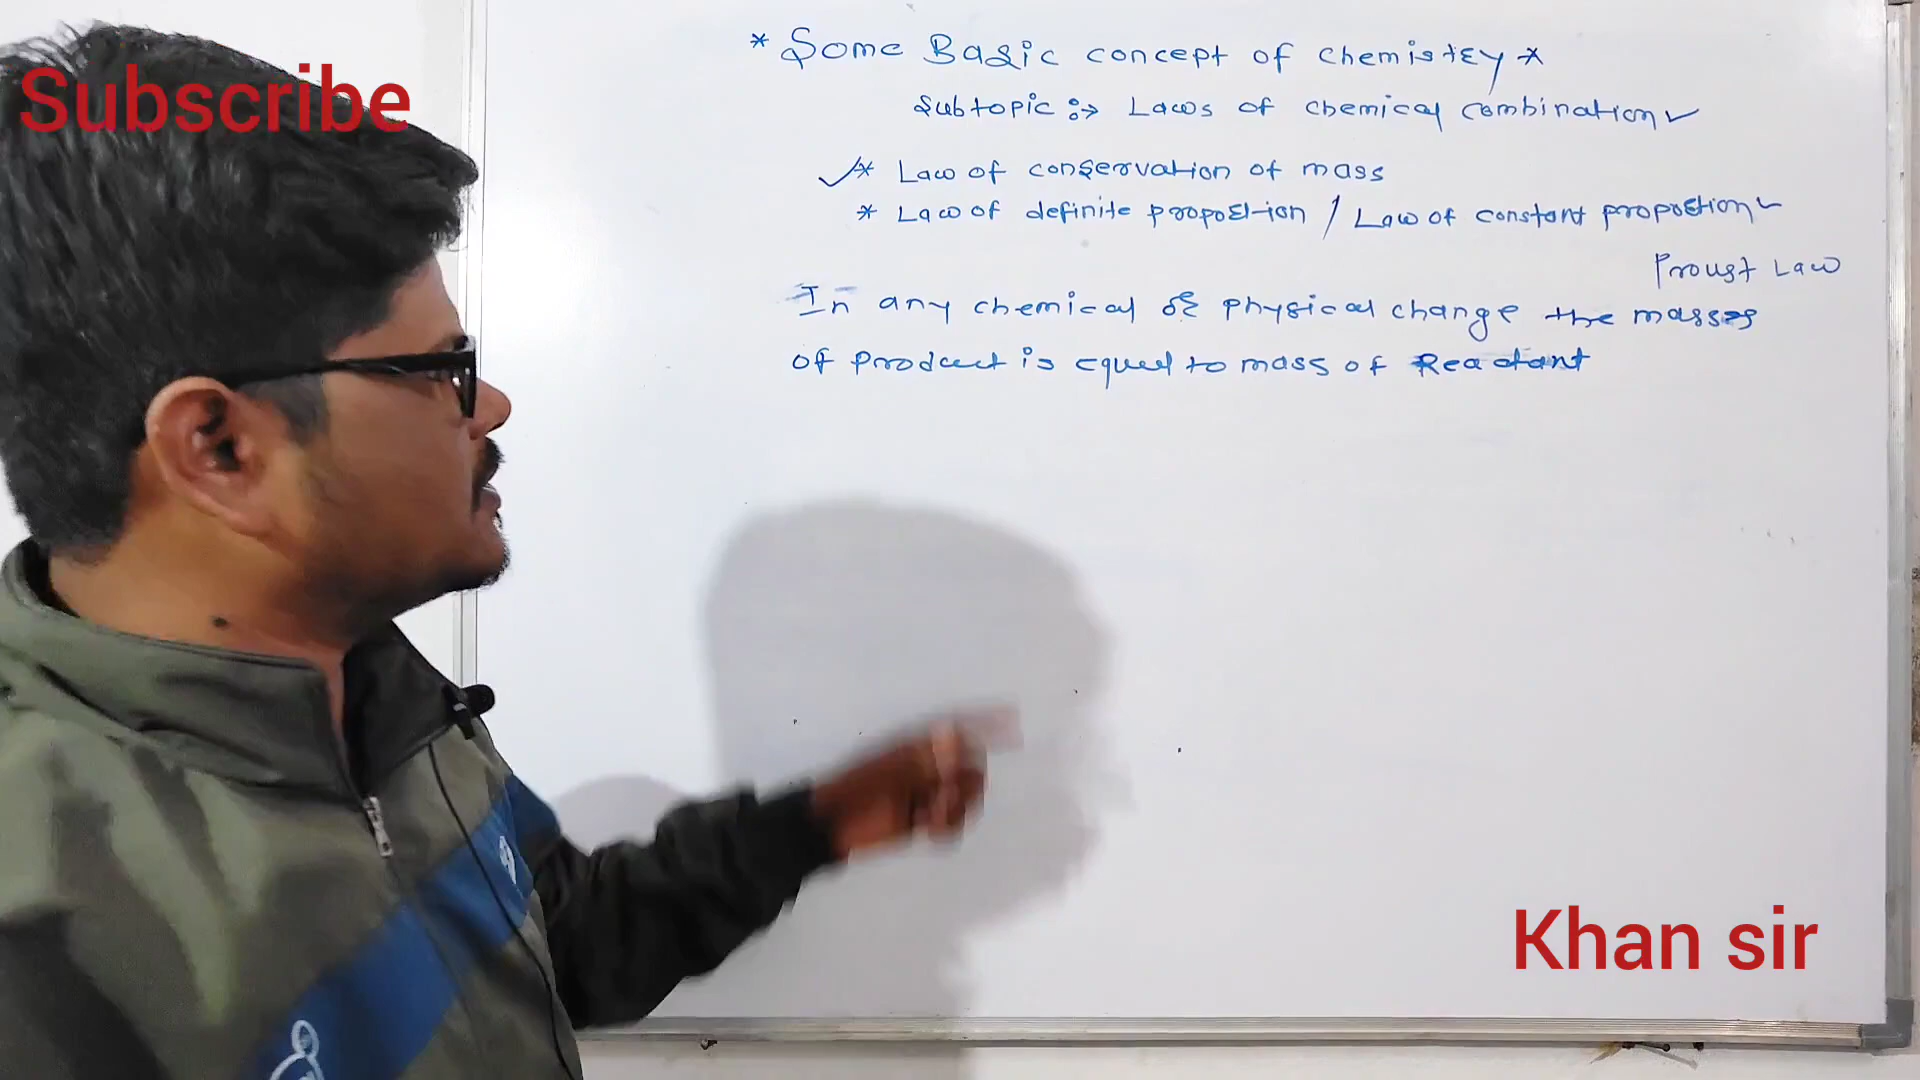 Subscribe
* Some Basic concept of chemistry *
Subtopic :→ Laws of chemical combination ✓
✓* Law of conservation of mass
* Law of definite proportion / Law of constant proportion ✓
Proust Law
In any chemical or physical change the masses
of product is equal to mass of Reactant
Khan sir